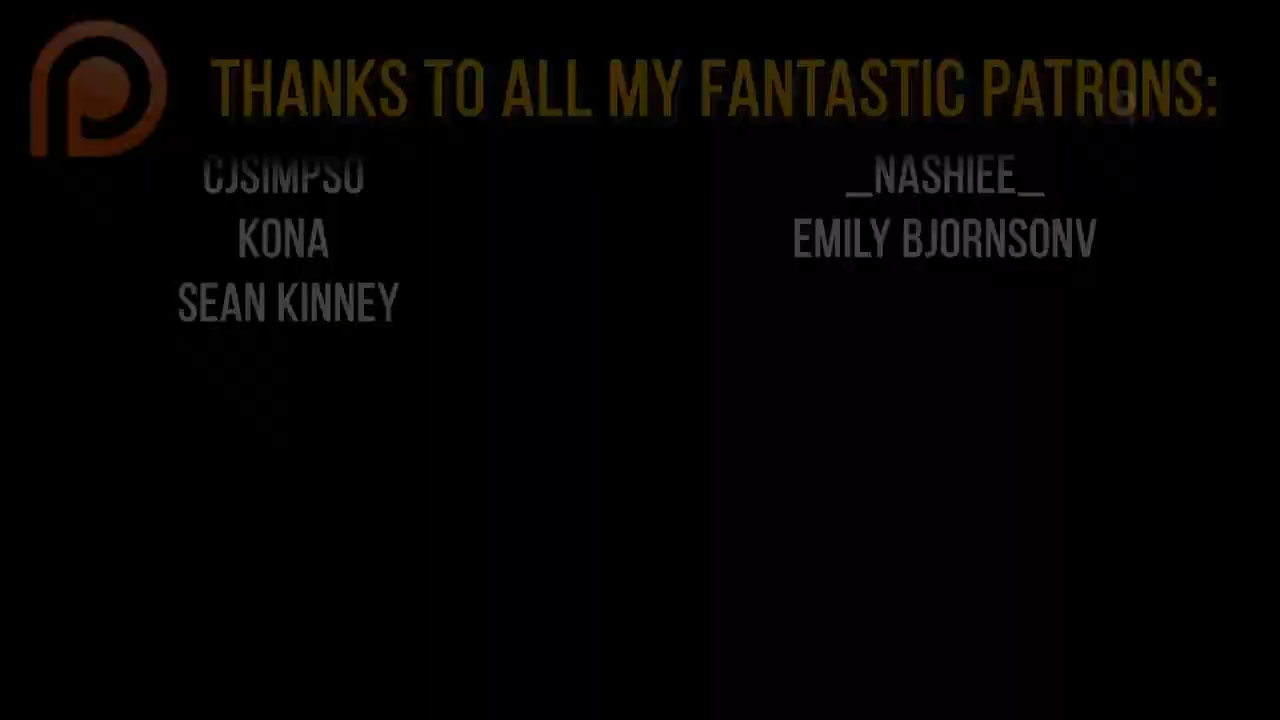 THANKS TO ALL MY FANTASTIC PATRONS:
CJSIMPSO
KONA
SEAN KINNEY
_NASHIEE_
EMILY BJORNSONV